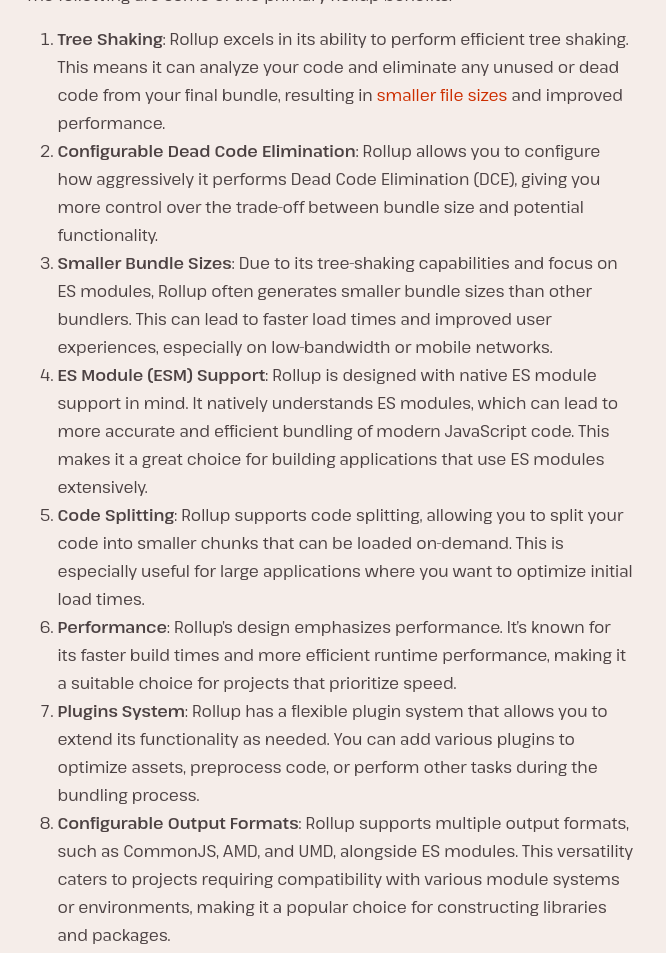 The following are some of the primary Rollup benefits:
1. Tree Shaking: Rollup excels in its ability to perform efficient tree shaking.
This means it can analyze your code and eliminate any unused or dead
code from your final bundle, resulting in smaller file sizes and improved
performance.
2. Configurable Dead Code Elimination: Rollup allows you to configure
how aggressively it performs Dead Code Elimination (DCE), giving you
more control over the trade-off between bundle size and potential
functionality.
3. Smaller Bundle Sizes: Due to its tree-shaking capabilities and focus on
ES modules, Rollup often generates smaller bundle sizes than other
bundlers. This can lead to faster load times and improved user
experiences, especially on low-bandwidth or mobile networks.
4. ES Module (ESM) Support: Rollup is designed with native ES module
support in mind. It natively understands ES modules, which can lead to
more accurate and efficient bundling of modern JavaScript code. This
makes it a great choice for building applications that use ES modules
extensively.
5. Code Splitting: Rollup supports code splitting, allowing you to split your
code into smaller chunks that can be loaded on-demand. This is
especially useful for large applications where you want to optimize initial
load times.
6. Performance: Rollup's design emphasizes performance. It's known for
its faster build times and more efficient runtime performance, making it
a suitable choice for projects that prioritize speed.
7. Plugins System: Rollup has a flexible plugin system that allows you to
extend its functionality as needed. You can add various plugins to
optimize assets, preprocess code, or perform other tasks during the
bundling process.
8. Configurable Output Formats: Rollup supports multiple output formats,
such as CommonJS, AMD, and UMD, alongside ES modules. This versatility
caters to projects requiring compatibility with various module systems
or environments, making it a popular choice for constructing libraries
and packages.